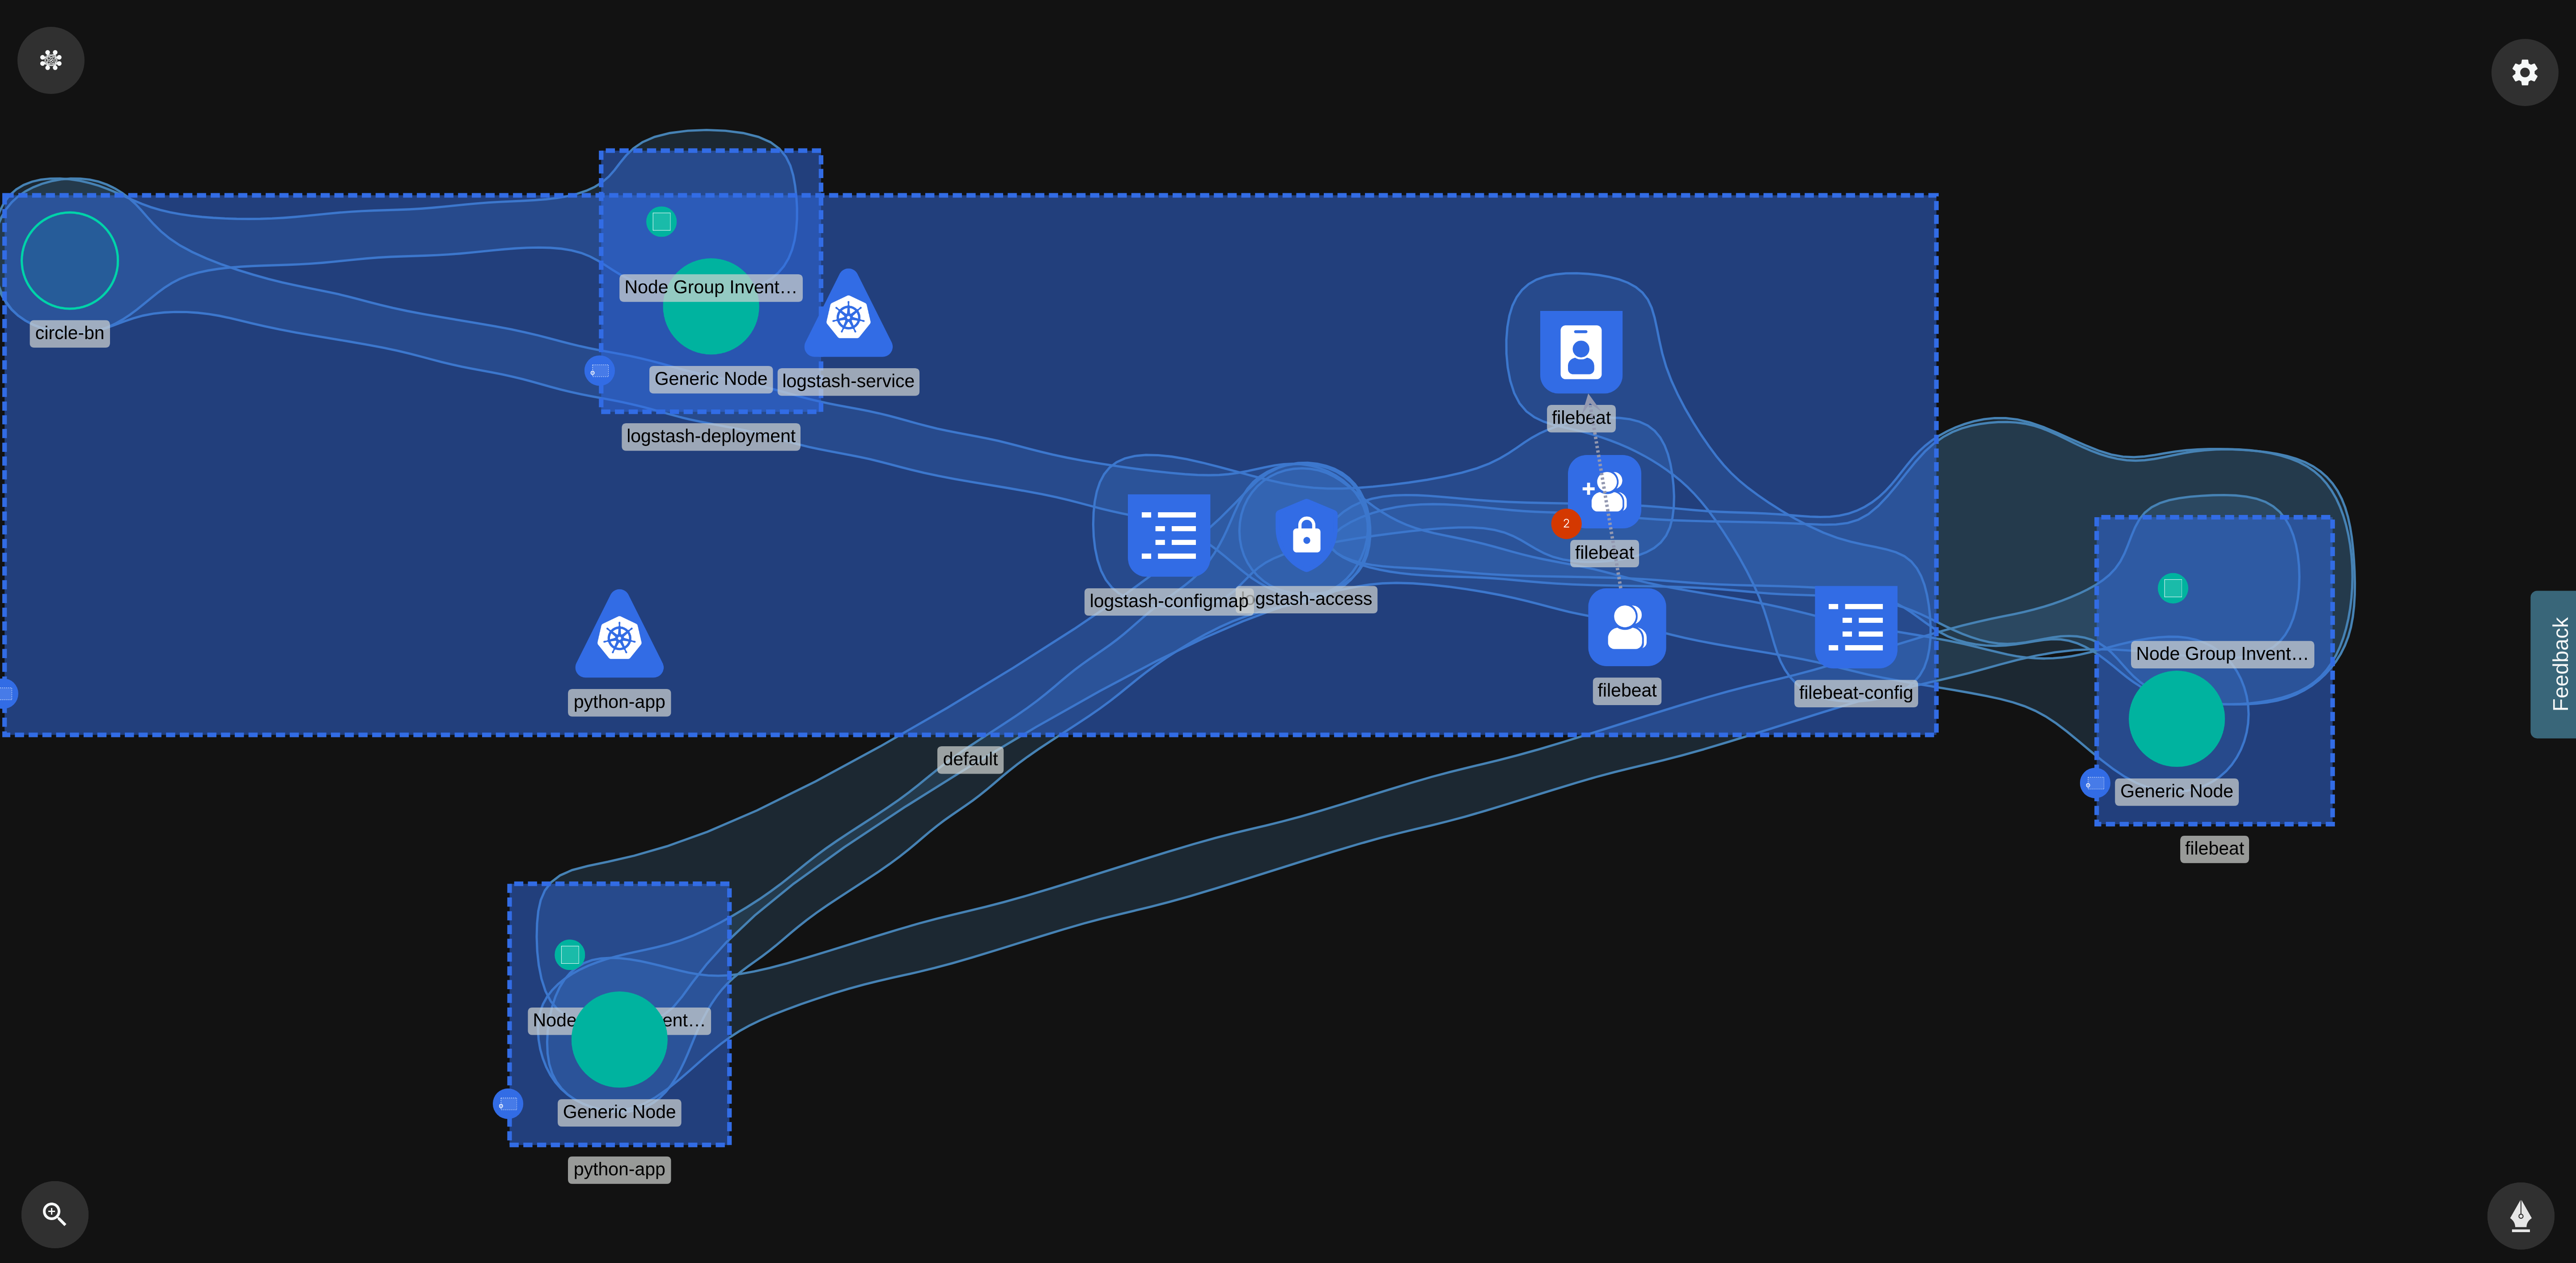 circle-bn
Node Group Invent...
Generic Node
logstash-service
logstash-deployment
filebeat
2
filebeat
logstash-configmap
gstash-access
filebeat
filebeat-config
python-app
default
Node Group Invent...
Generic Node
filebeat
Feedback
Node
ent...
Generic Node
python-app